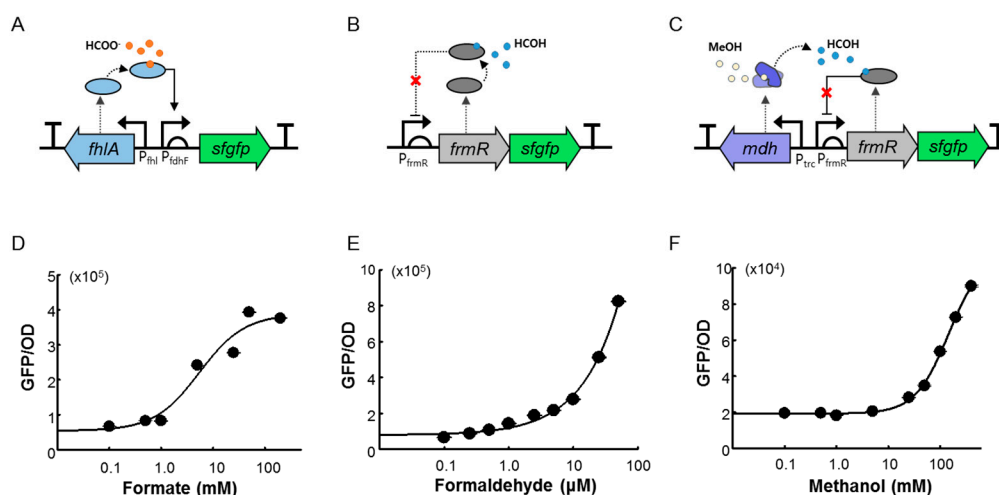 A
HCOO⁻
fhlA
P_fhl
P_fdhF
sfgfp
B
HCOH
P_frmR
frmR
sfgfp
C
MeOH
HCOH
mdh
P_trc
P_frmR
frmR
sfgfp
D
(x10⁵)
GFP/OD
5
4
3
2
1
0
0.1
1.0
10
100
Formate (mM)
E
(x10⁵)
GFP/OD
10
8
6
4
2
0
0.1
1.0
10
100
Formaldehyde (µM)
F
(x10⁴)
GFP/OD
10
8
6
4
2
0
0.1
1.0
10
100
Methanol (mM)